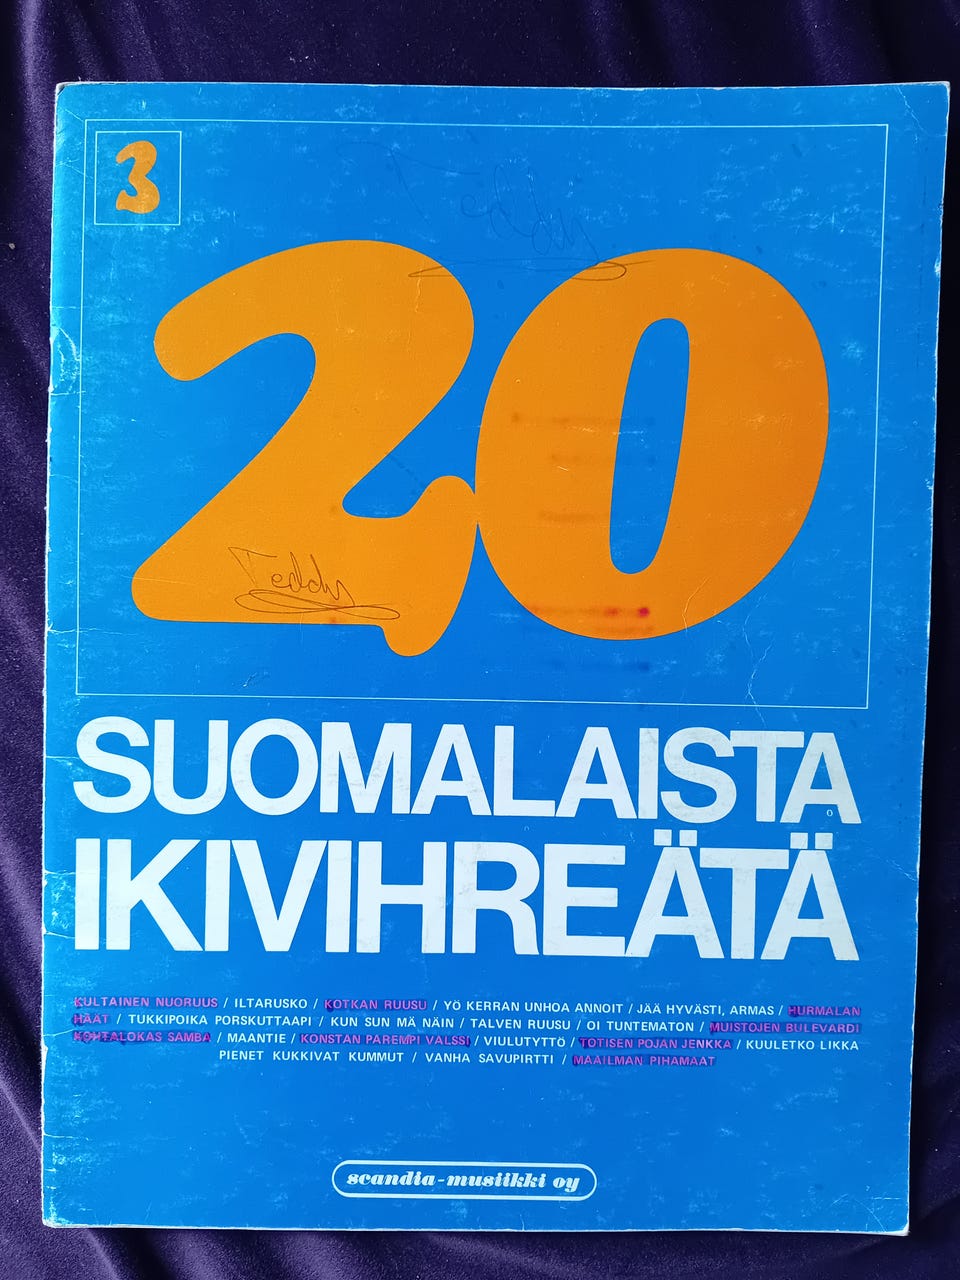 3
Teddy
20
Teddy
SUOMALAISTA
IKIVIHREÄTÄ
KULTAINEN NUORUUS / ILTARUSKO / KOTKAN RUUSU / YÖ KERRAN UNHOA ANNOIT / JÄÄ HYVÄSTI, ARMAS / HURMALAN
HÄÄT / TUKKIPOIKA PORSKUTTAAPI / KUN SUN MÄ NÄIN / TALVEN RUUSU / OI TUNTEMATON / MUISTOJEN BULEVARDI
KOHTALOKAS SAMBA / MAANTIE / KONSTAN PAREMPI VALSSI / VIULUTYTTÖ / TOTISEN POJAN JENKKA / KUULETKO LIKKA
PIENET KUKKIVAT KUMMUT / VANHA SAVUPIRTTI / MAAILMAN PIHAMAAT
scandia-musiikki oy